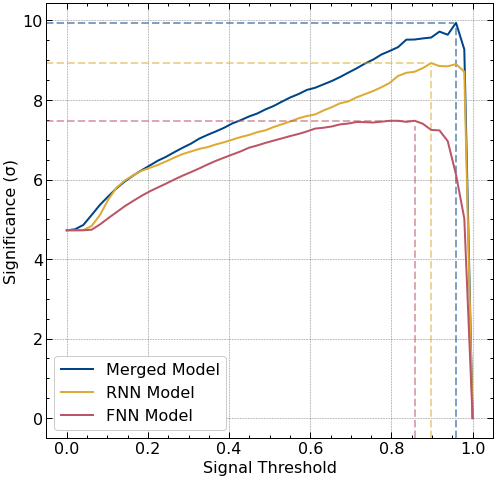 10
8
6
4
2
0
Significance (σ)
Merged Model
RNN Model
FNN Model
0.0 0.2 0.4 0.6 0.8 1.0
Signal Threshold